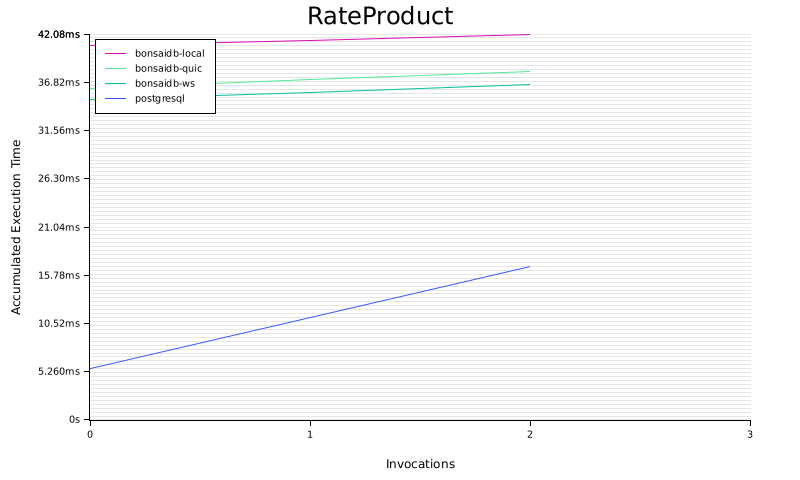 RateProduct
42.08ms
36.82ms
31.56ms
26.30ms
21.04ms
15.78ms
10.52ms
5.260ms
0s
Accumulated Execution Time
bonsaidb-local
bonsaidb-quic
bonsaidb-ws
postgresql
0 1 2 3
Invocations